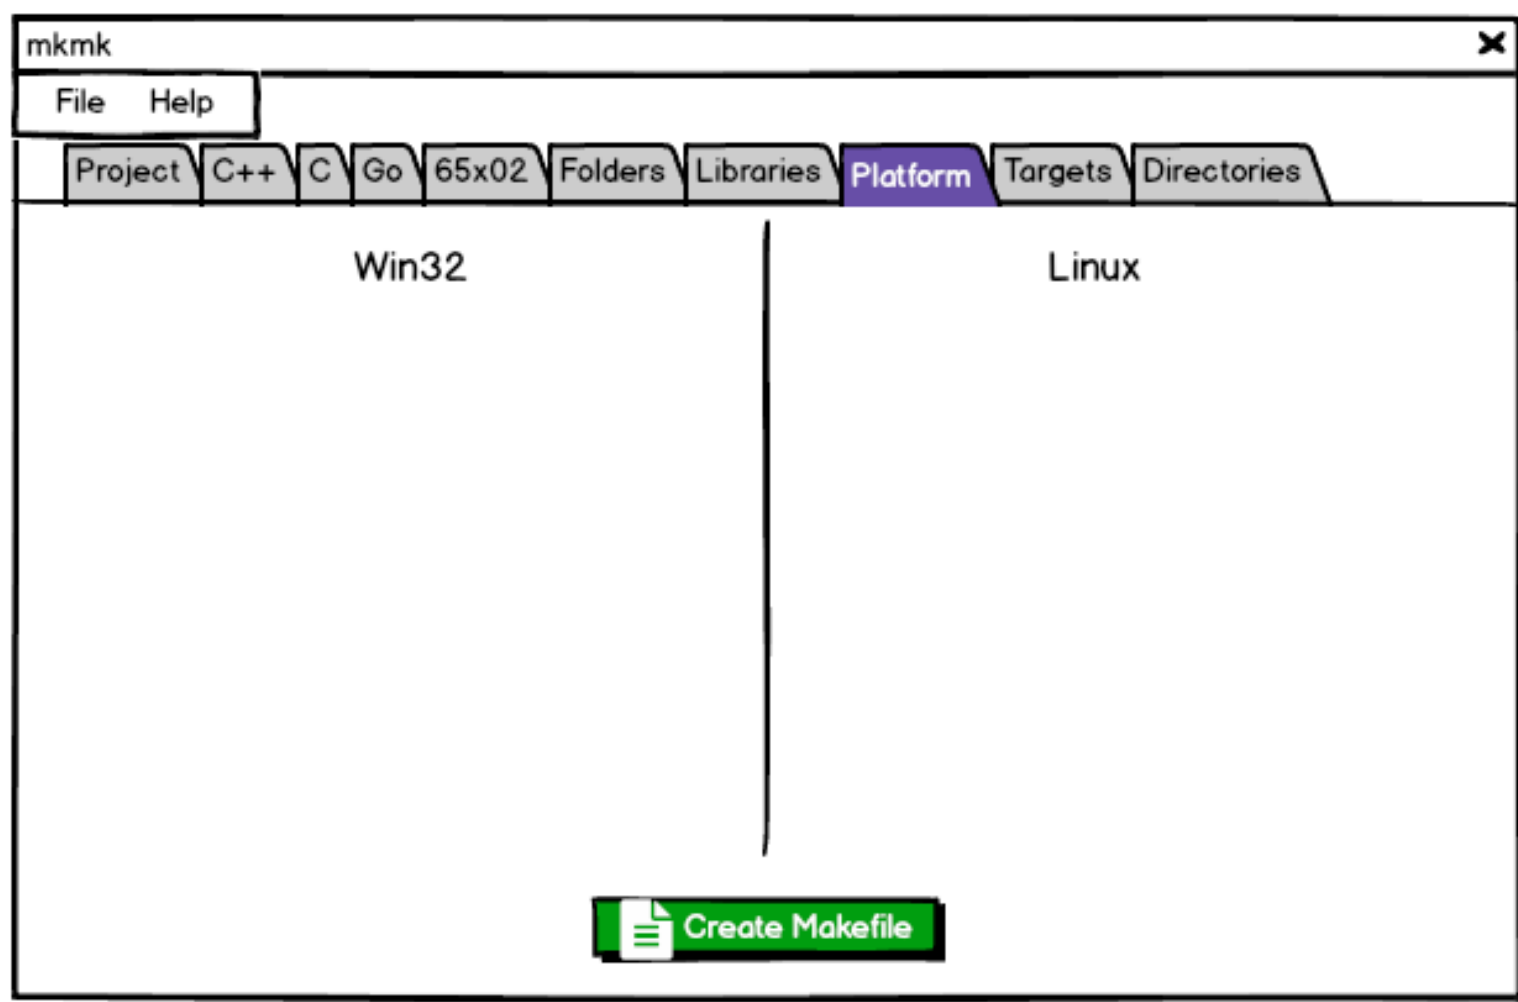 mkmk
File Help
Project C++ C Go 65x02 Folders Libraries Platform Targets Directories
Win32 Linux
Create Makefile